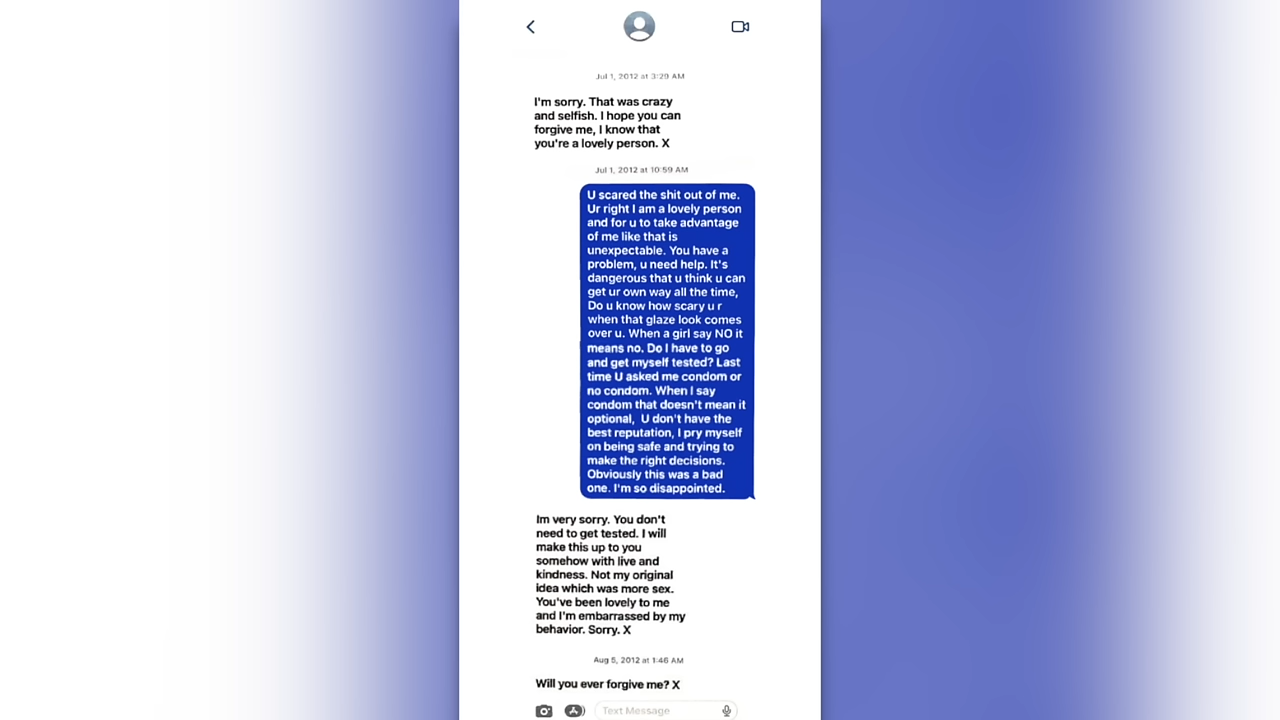 Jul 1, 2012 at 3:29 AM
I'm sorry. That was crazy
and selfish. I hope you can
forgive me, I know that
you're a lovely person. X
Jul 1, 2012 at 10:59 AM
U scared the shit out of me.
Ur right I am a lovely person
and for u to take advantage
of me like that is
unexpectable. You have a
problem, u need help. It's
dangerous that u think u can
get ur own way all the time,
Do u know how scary u r
when that glaze look comes
over u. When a girl say NO it
means no. Do I have to go
and get myself tested? Last
time U asked me condom or
no condom. When I say
condom that doesn't mean it
optional,  U don't have the
best reputation, I pry myself
on being safe and trying to
make the right decisions.
Obviously this was a bad
one. I'm so disappointed.
Im very sorry. You don't
need to get tested. I will
make this up to you
somehow with live and
kindness. Not my original
idea which was more sex.
You've been lovely to me
and I'm embarrassed by my
behavior. Sorry. X
Aug 5, 2012 at 1:46 AM
Will you ever forgive me? X
Text Message